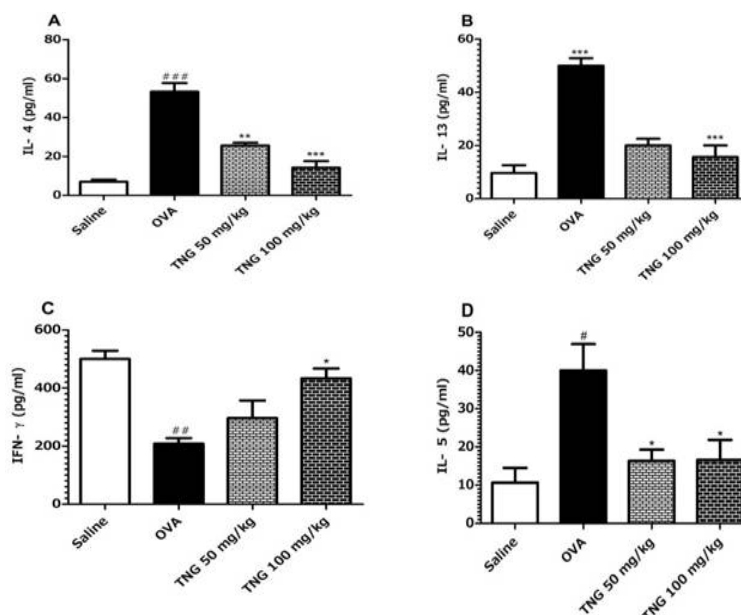 A
IL- 4 (pg/ml)
80
60
40
20
0
###
**
***
Saline
OVA
TNG 50 mg/kg
TNG 100 mg/kg
B
IL- 13 (pg/ml)
60
40
20
0
***
***
Saline
OVA
TNG 50 mg/kg
TNG 100 mg/kg
C
IFN- γ (pg/ml)
600
400
200
0
##
*
Saline
OVA
TNG 50 mg/kg
TNG 100 mg/kg
D
IL- 5 (pg/ml)
50
40
30
20
10
0
#
*
*
Saline
OVA
TNG 50 mg/kg
TNG 100 mg/kg